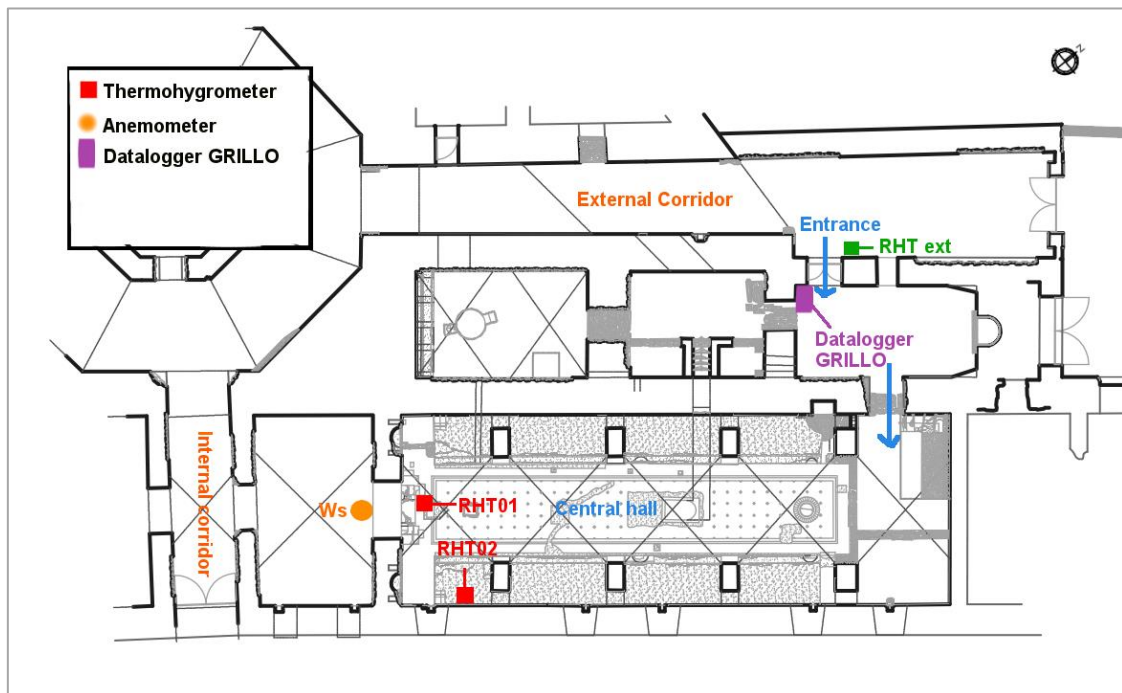 Thermohygrometer
Anemometer
Datalogger GRILLO
z
External Corridor
Entrance
RHT ext
Datalogger
GRILLO
Internal corridor
Ws
RHT01
Central hall
RHT02